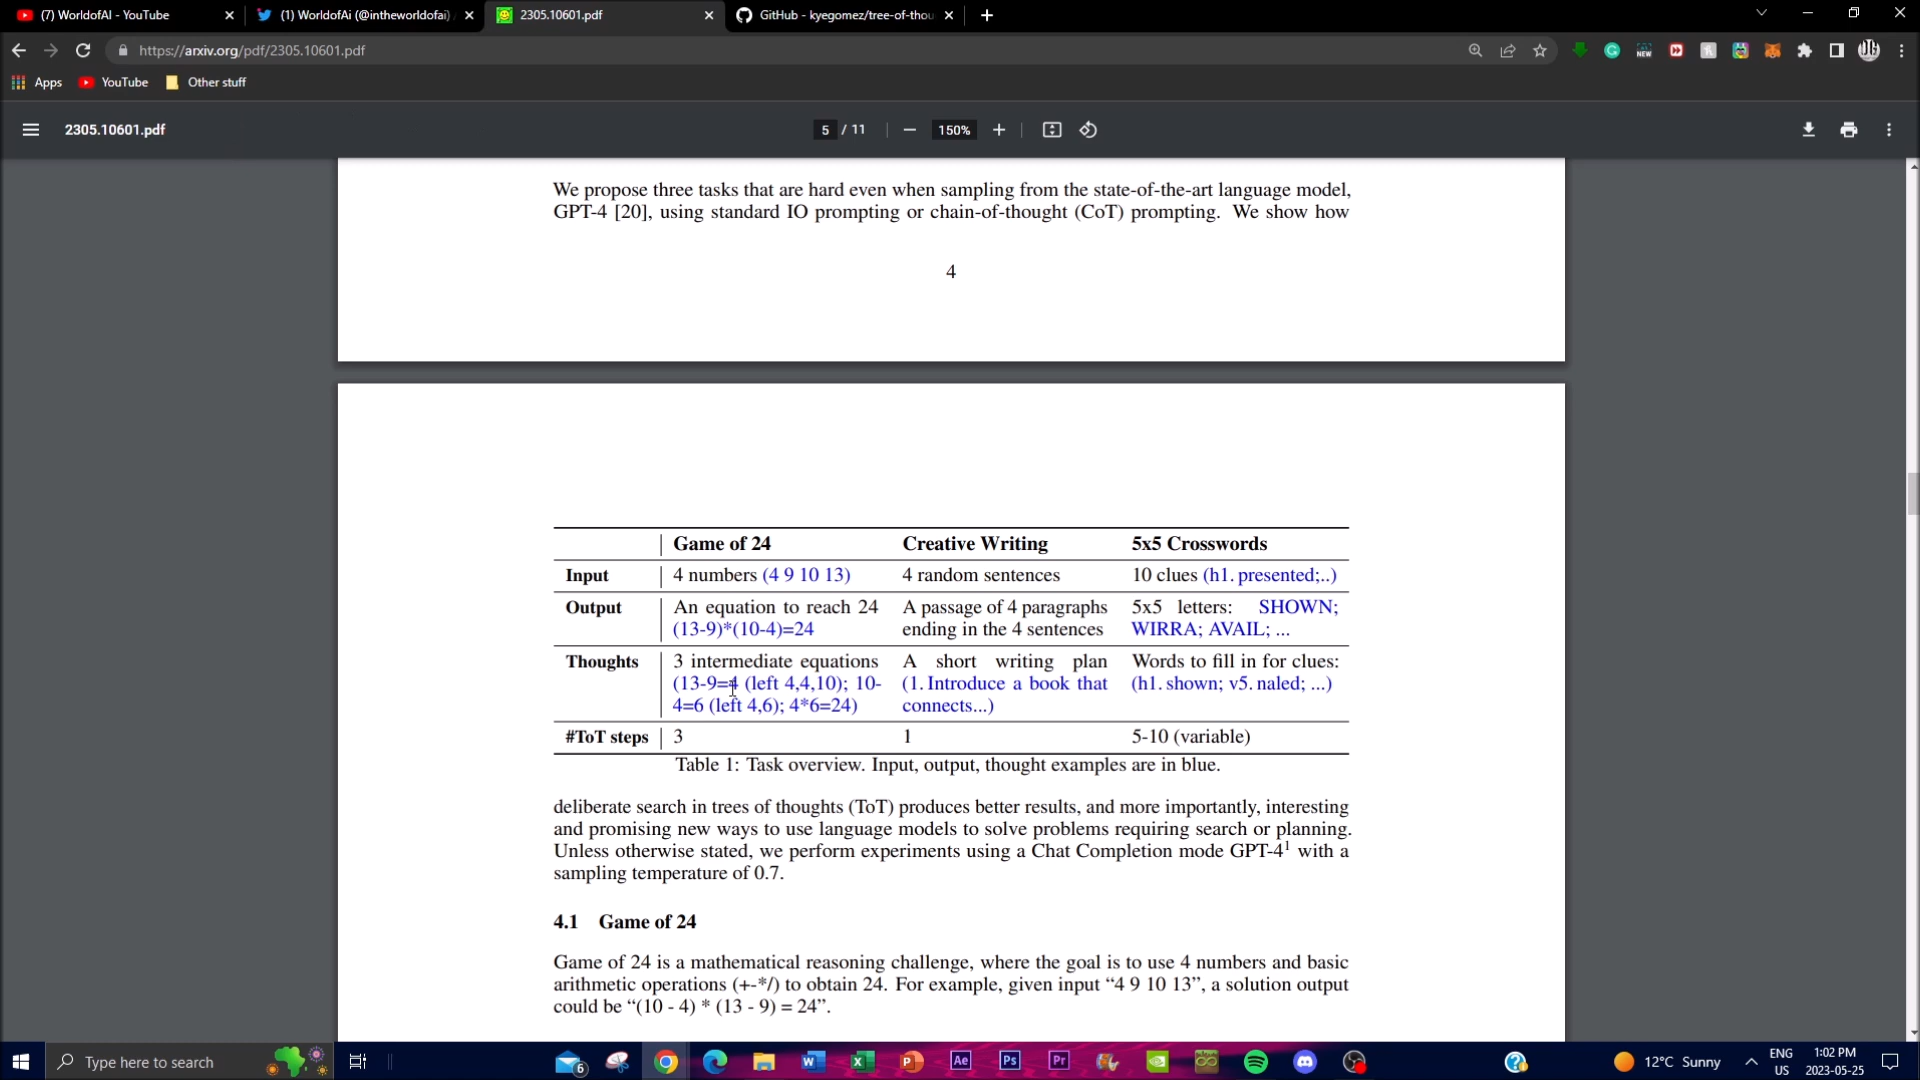 (7) WorldofAI - YouTube
(1) WorldofAi (@intheworldofai)
2305.10601.pdf
GitHub - kyegomez/tree-of-thou
https://arxiv.org/pdf/2305.10601.pdf
NEW
Apps
YouTube
Other stuff
2305.10601.pdf
5 / 11
150%
We propose three tasks that are hard even when sampling from the state-of-the-art language model,
GPT-4 [20], using standard IO prompting or chain-of-thought (CoT) prompting. We show how
4
Game of 24 Creative Writing 5x5 Crosswords
Input 4 numbers (4 9 10 13) 4 random sentences 10 clues (h1. presented;..)
Output An equation to reach 24 A passage of 4 paragraphs 5x5 letters: SHOWN;
(13-9)*(10-4)=24 ending in the 4 sentences WIRRA; AVAIL; ...
Thoughts 3 intermediate equations A short writing plan Words to fill in for clues:
(13-9=4 (left 4,4,10); 10- (1. Introduce a book that (h1. shown; v5. naled; ...)
4=6 (left 4,6); 4*6=24) connects...)
#ToT steps 3 1 5-10 (variable)
Table 1: Task overview. Input, output, thought examples are in blue.
deliberate search in trees of thoughts (ToT) produces better results, and more importantly, interesting
and promising new ways to use language models to solve problems requiring search or planning.
Unless otherwise stated, we perform experiments using a Chat Completion mode GPT-4¹ with a
sampling temperature of 0.7.
4.1 Game of 24
Game of 24 is a mathematical reasoning challenge, where the goal is to use 4 numbers and basic
arithmetic operations (+-*/) to obtain 24. For example, given input “4 9 10 13”, a solution output
could be “(10 - 4) * (13 - 9) = 24”.
Type here to search
6
Ae
Ps
Pr
12°C Sunny
ENG
US
1:02 PM
2023-05-25